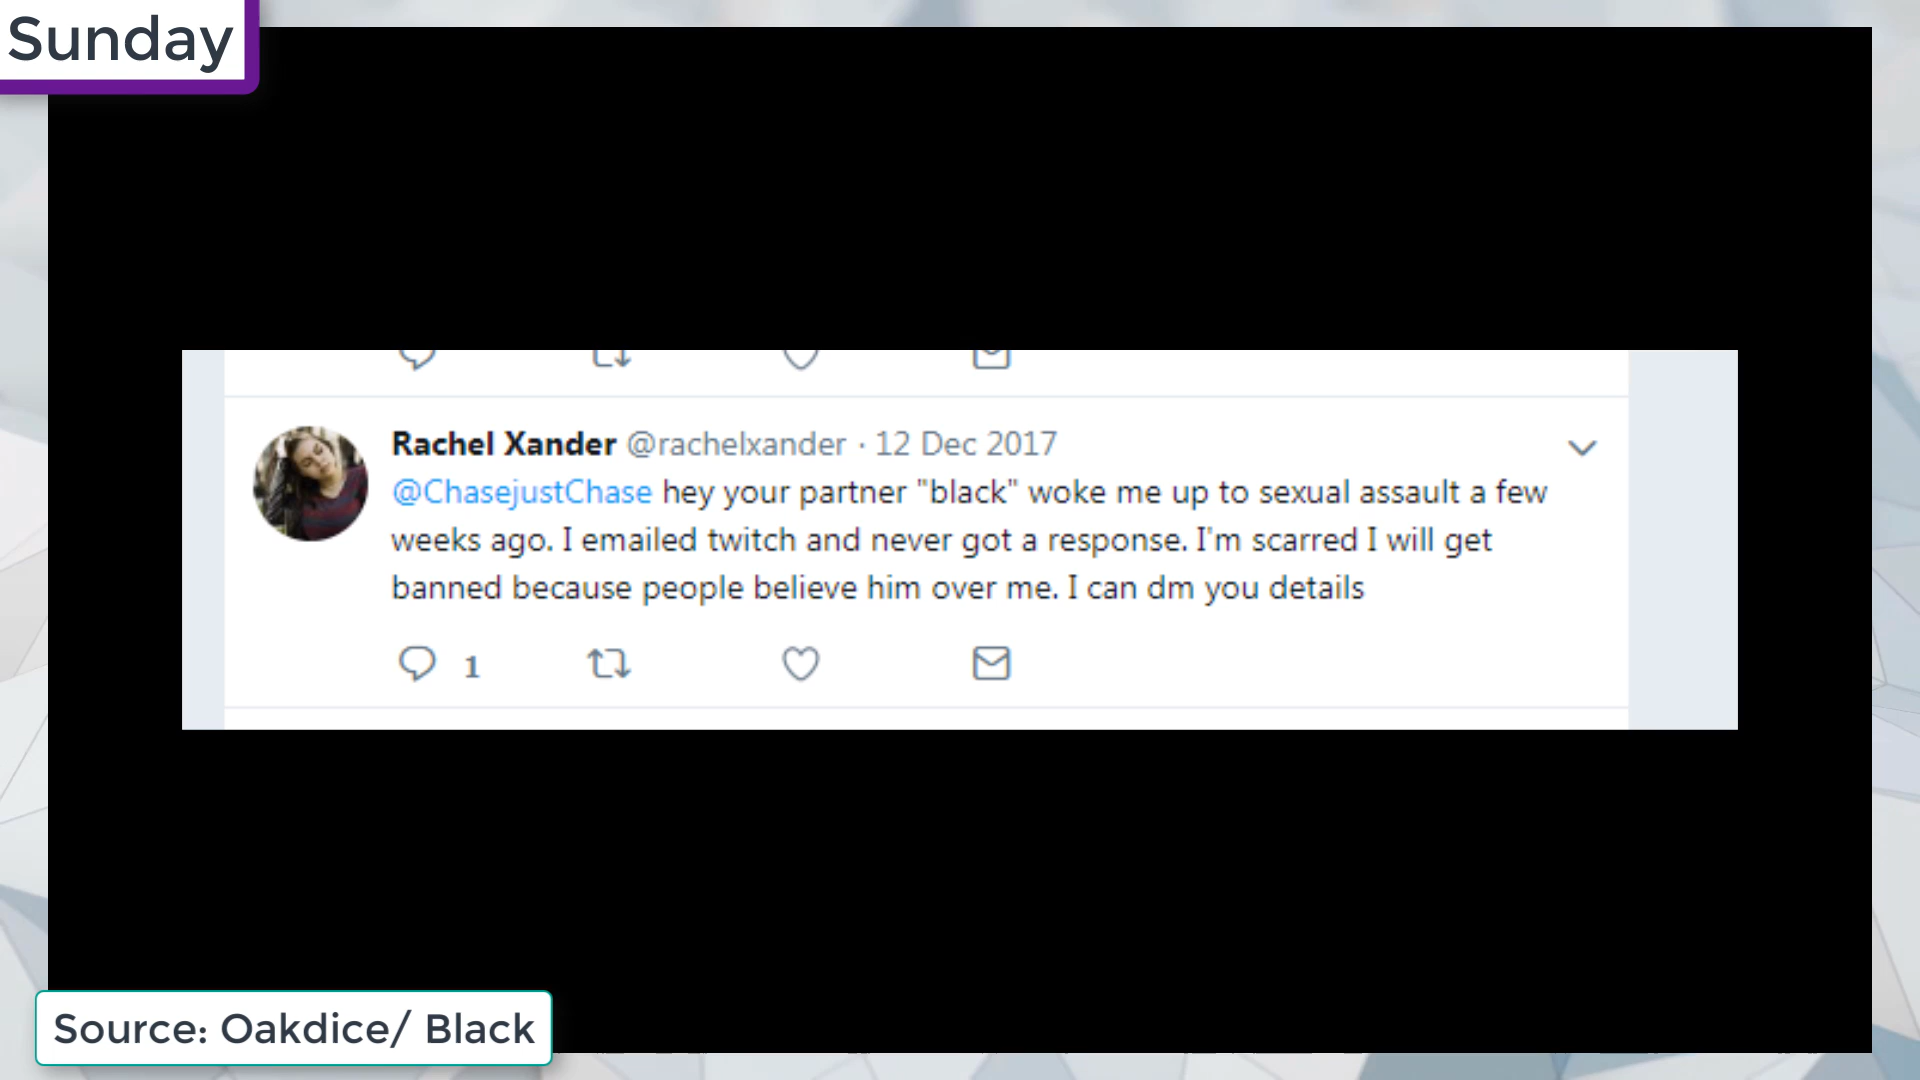 Sunday
Rachel Xander @rachelxander · 12 Dec 2017
@ChasejustChase hey your partner "black" woke me up to sexual assault a few
weeks ago. I emailed twitch and never got a response. I'm scarred I will get
banned because people believe him over me. I can dm you details
1
Source: Oakdice/ Black